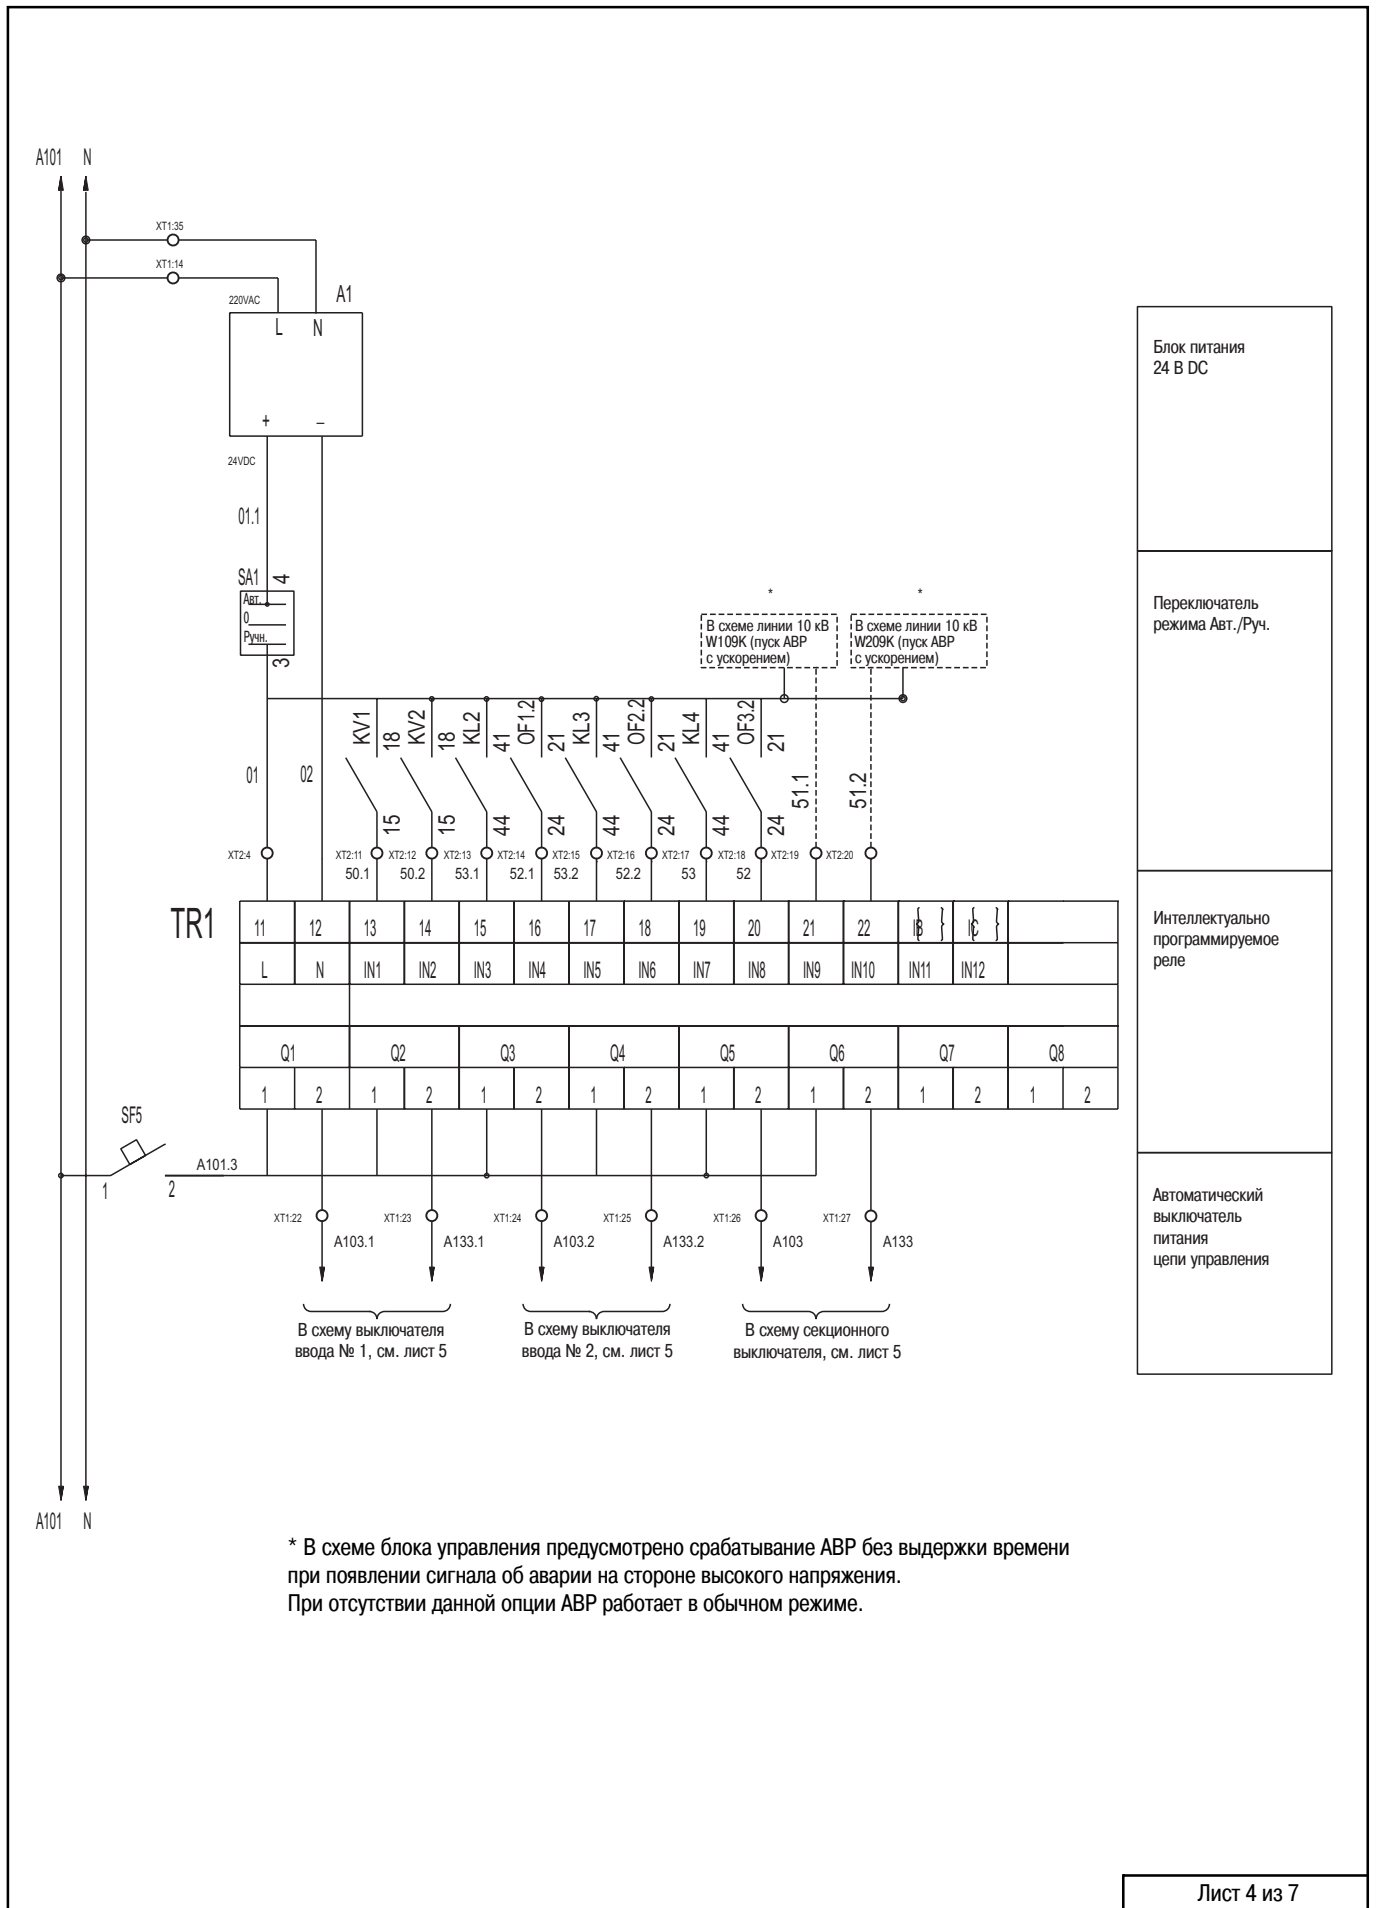 A101 N
XT1:35
XT1:14
220VAC
A1
L N
+ –
24VDC
01.1
SA1
4
Авт.
0
Ручн.
3
*
*
В схеме линии 10 кВ
W109K (пуск АВР
с ускорением)
В схеме линии 10 кВ
W209K (пуск АВР
с ускорением)
KV1 18 KV2 18 KL2 41 OF1.2 21 KL3 41 OF2.2 21 KL4 41 OF3.2 21
01 02
51.1 51.2
15 15 44 24 44 24 44 24
XT2:4 XT2:11 XT2:12 XT2:13 XT2:14 XT2:15 XT2:16 XT2:17 XT2:18 XT2:19 XT2:20
50.1 50.2 53.1 52.1 53.2 52.2 53 52
TR1
11 12 13 14 15 16 17 18 19 20 21 22 IB { } IC { }
L N IN1 IN2 IN3 IN4 IN5 IN6 IN7 IN8 IN9 IN10 IN11 IN12
Q1 Q2 Q3 Q4 Q5 Q6 Q7 Q8
1 2 1 2 1 2 1 2 1 2 1 2 1 2 1 2
SF5
A101.3
1 2
XT1:22 XT1:23 XT1:24 XT1:25 XT1:26 XT1:27
A103.1 A133.1 A103.2 A133.2 A103 A133
В схему выключателя
ввода № 1, см. лист 5
В схему выключателя
ввода № 2, см. лист 5
В схему секционного
выключателя, см. лист 5
A101 N
Блок питания
24 В DC
Переключатель
режима Авт./Руч.
Интеллектуально
программируемое
реле
Автоматический
выключатель
питания
цепи управления
* В схеме блока управления предусмотрено срабатывание АВР без выдержки времени
при появлении сигнала об аварии на стороне высокого напряжения.
При отсутствии данной опции АВР работает в обычном режиме.
Лист 4 из 7